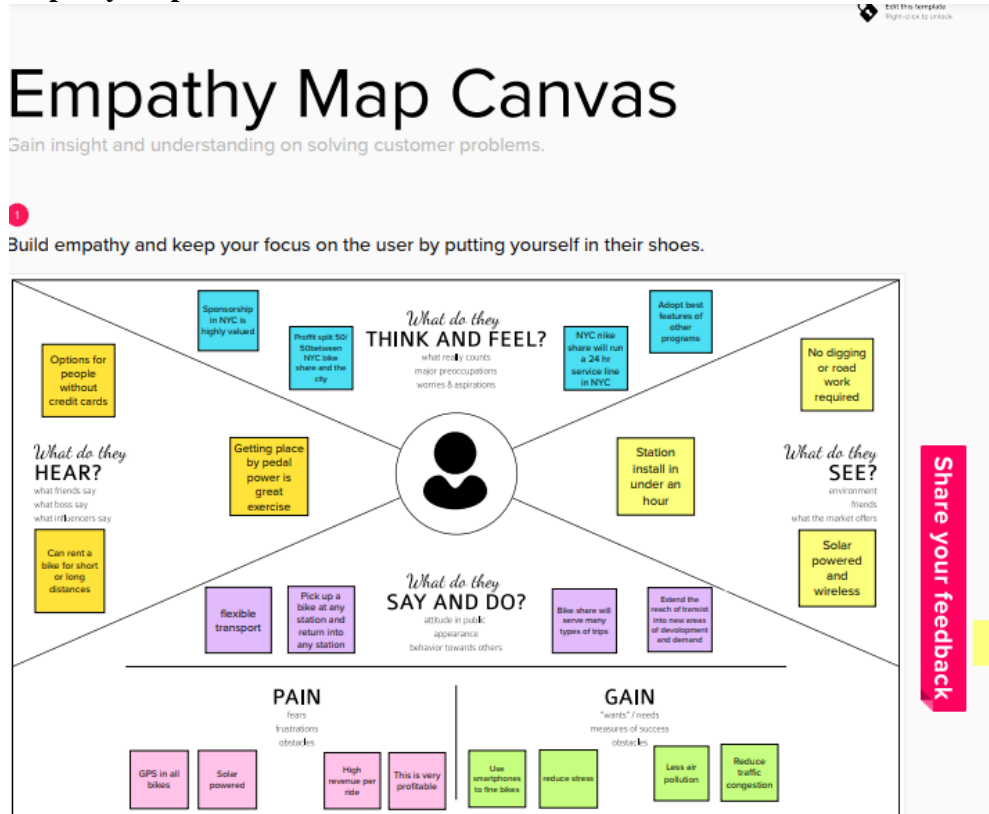 Edit this template
Right-click to unlock
Empathy Map Canvas
Gain insight and understanding on solving customer problems.
1
Build empathy and keep your focus on the user by putting yourself in their shoes.
Sponsorship
in NYC is
highly valued
Proffit split 50/
50between
NYC bike
share and the
city
What do they
THINK AND FEEL?
what really counts
major preoccupations
worries & aspirations
NYC nike
share will run
a 24 hr
service line
in NYC
Adopt best
features of
other
programs
Options for
people
without
credit cards
What do they
HEAR?
what friends say
what boss say
what influencers say
Getting place
by pedal
power is
great
exercise
Can rent a
bike for short
or long
distances
No digging
or road
work
required
Station
install in
under an
hour
What do they
SEE?
environment
friends
what the market offers
Solar
powered
and
wireless
flexible
transport
Pick up a
bike at any
station and
return into
any station
What do they
SAY AND DO?
attitude in public
appearance
behavior towards others
Bike share will
serve many
types of trips
Extend the
reach of transist
into new areas
of devolopment
and demand
PAIN
fears
frustrations
obstacles
GPS in all
bikes
Solar
powered
High
revenue per
ride
This is very
profitable
GAIN
"wants" / needs
measures of success
obstacles
Use
smartphones
to fine bikes
reduce stress
Less air
pollution
Reduce
traffic
congestion
Share your feedback